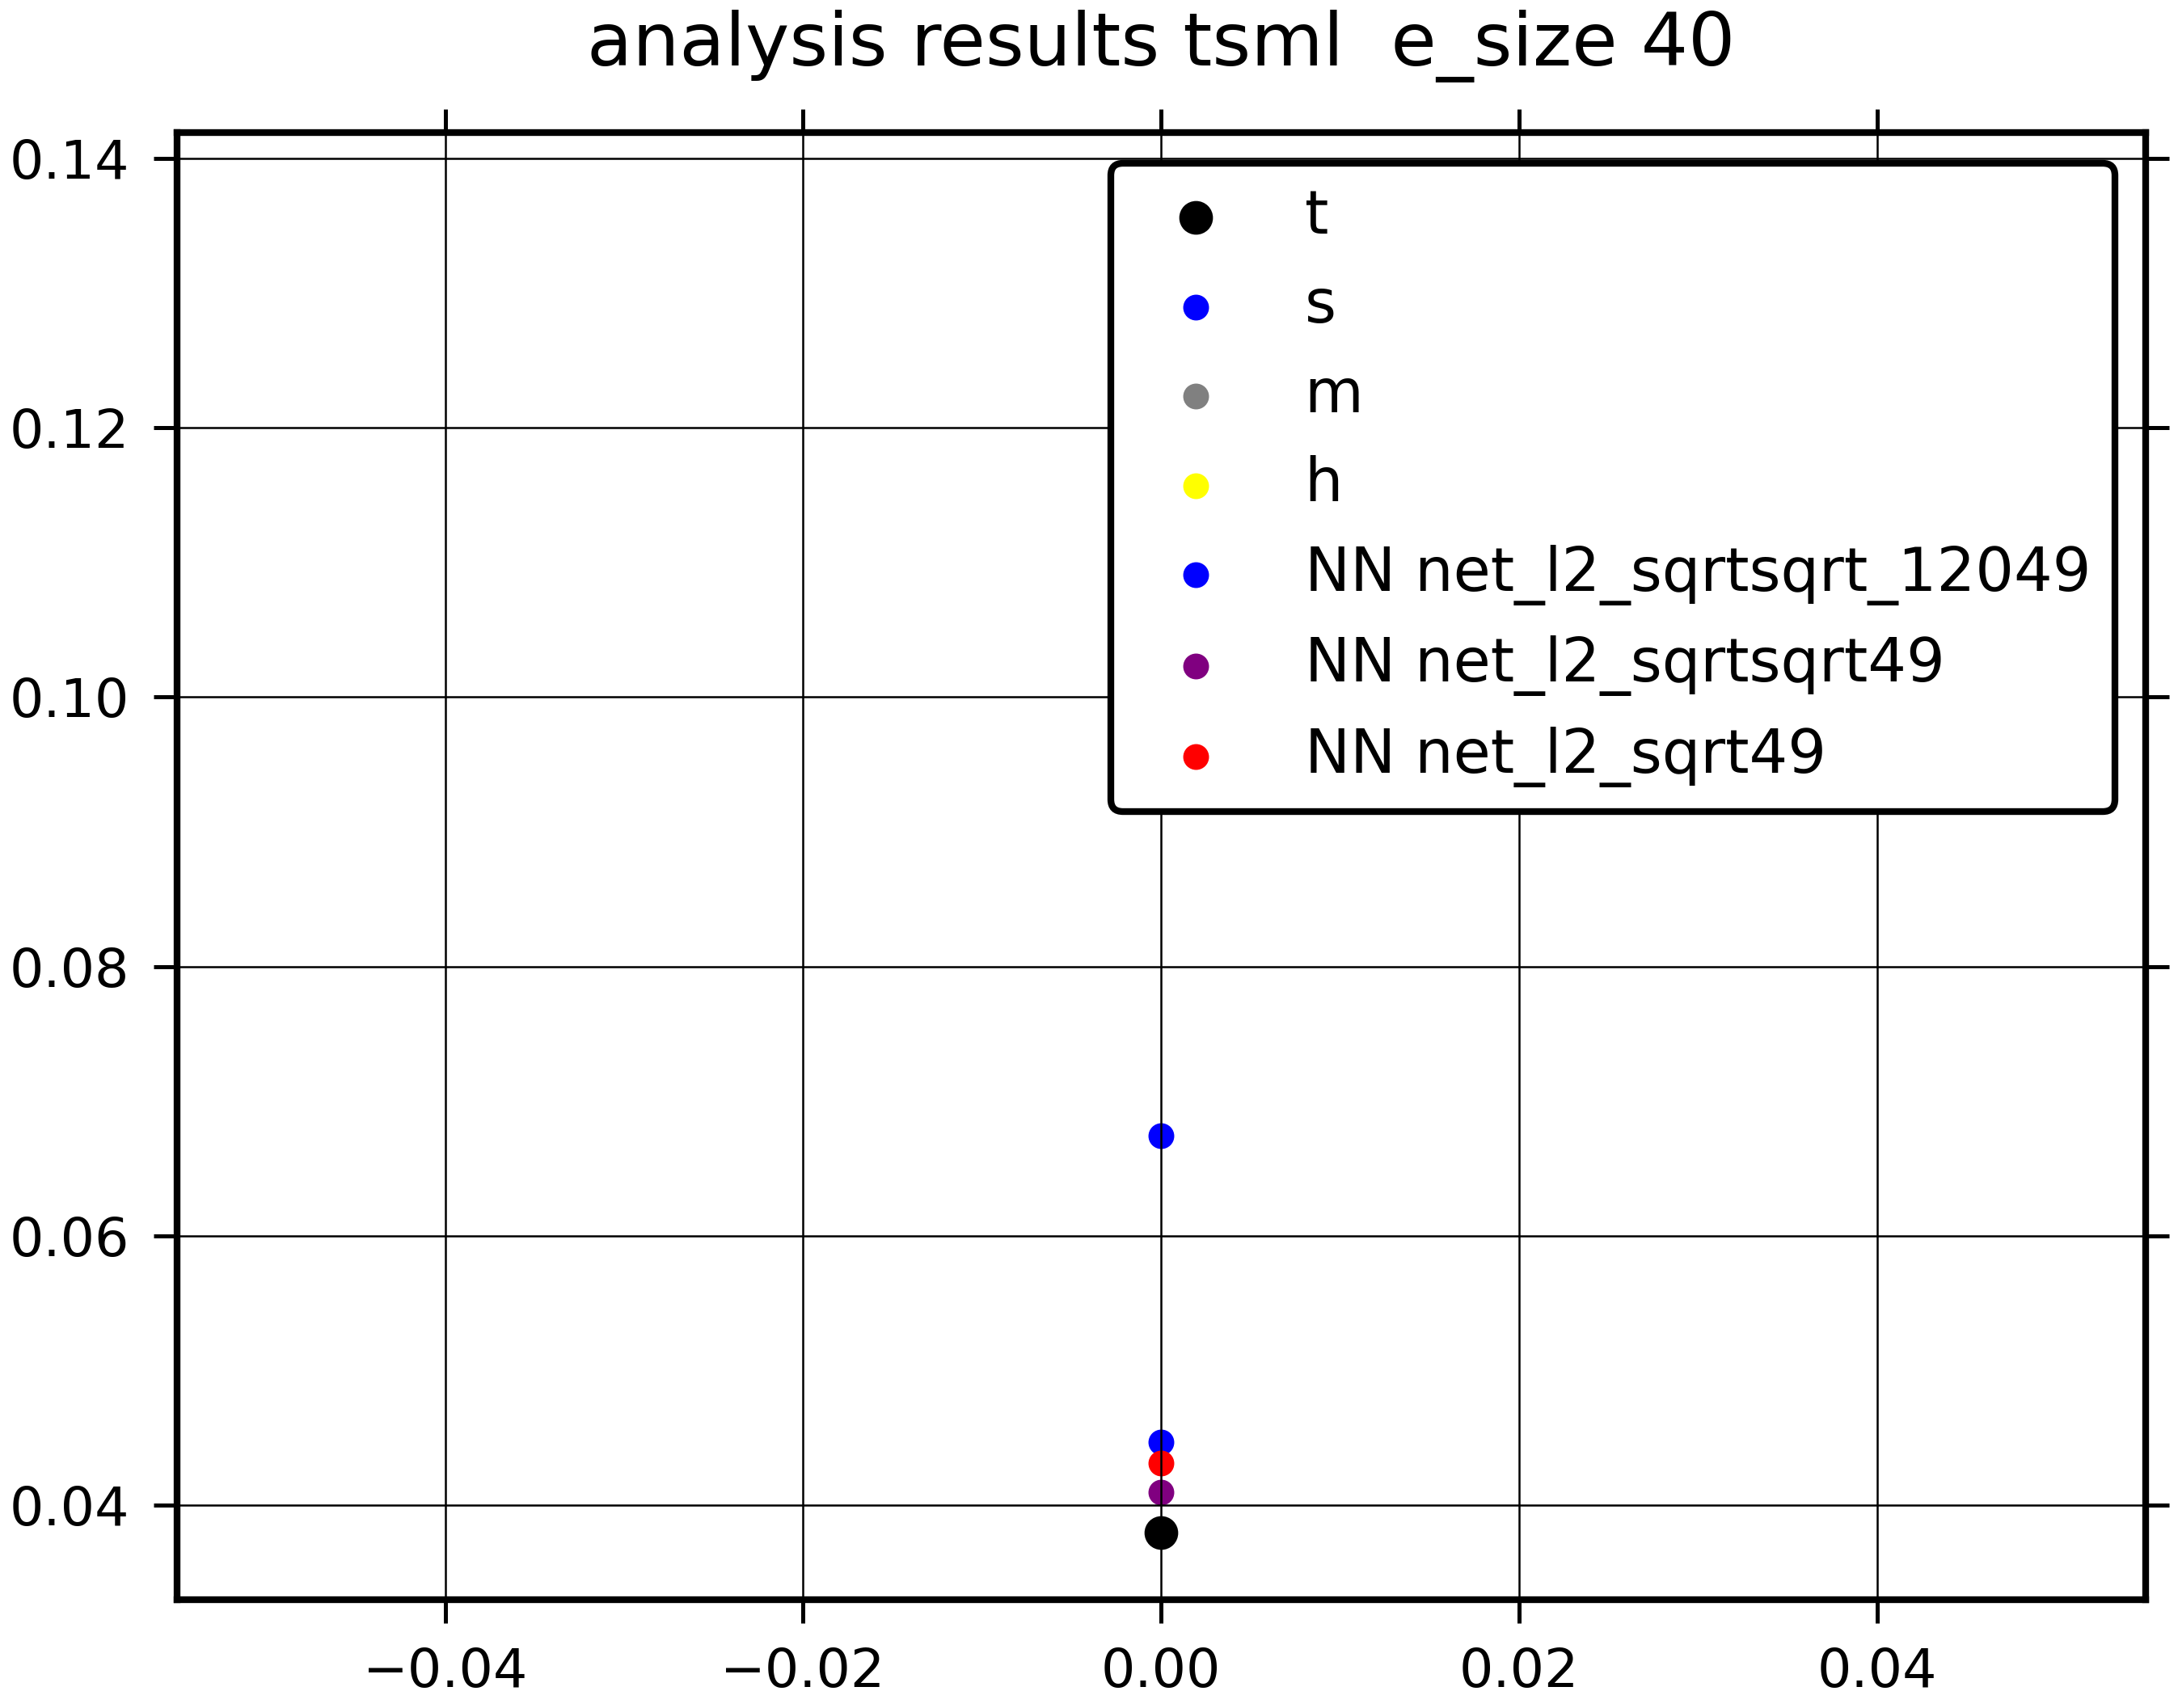 analysis results tsml  e_size 40
0.14
0.12
0.10
0.08
0.06
0.04
t
s
m
h
NN net_l2_sqrtsqrt_12049
NN net_l2_sqrtsqrt49
NN net_l2_sqrt49
−0.04
−0.02
0.00
0.02
0.04